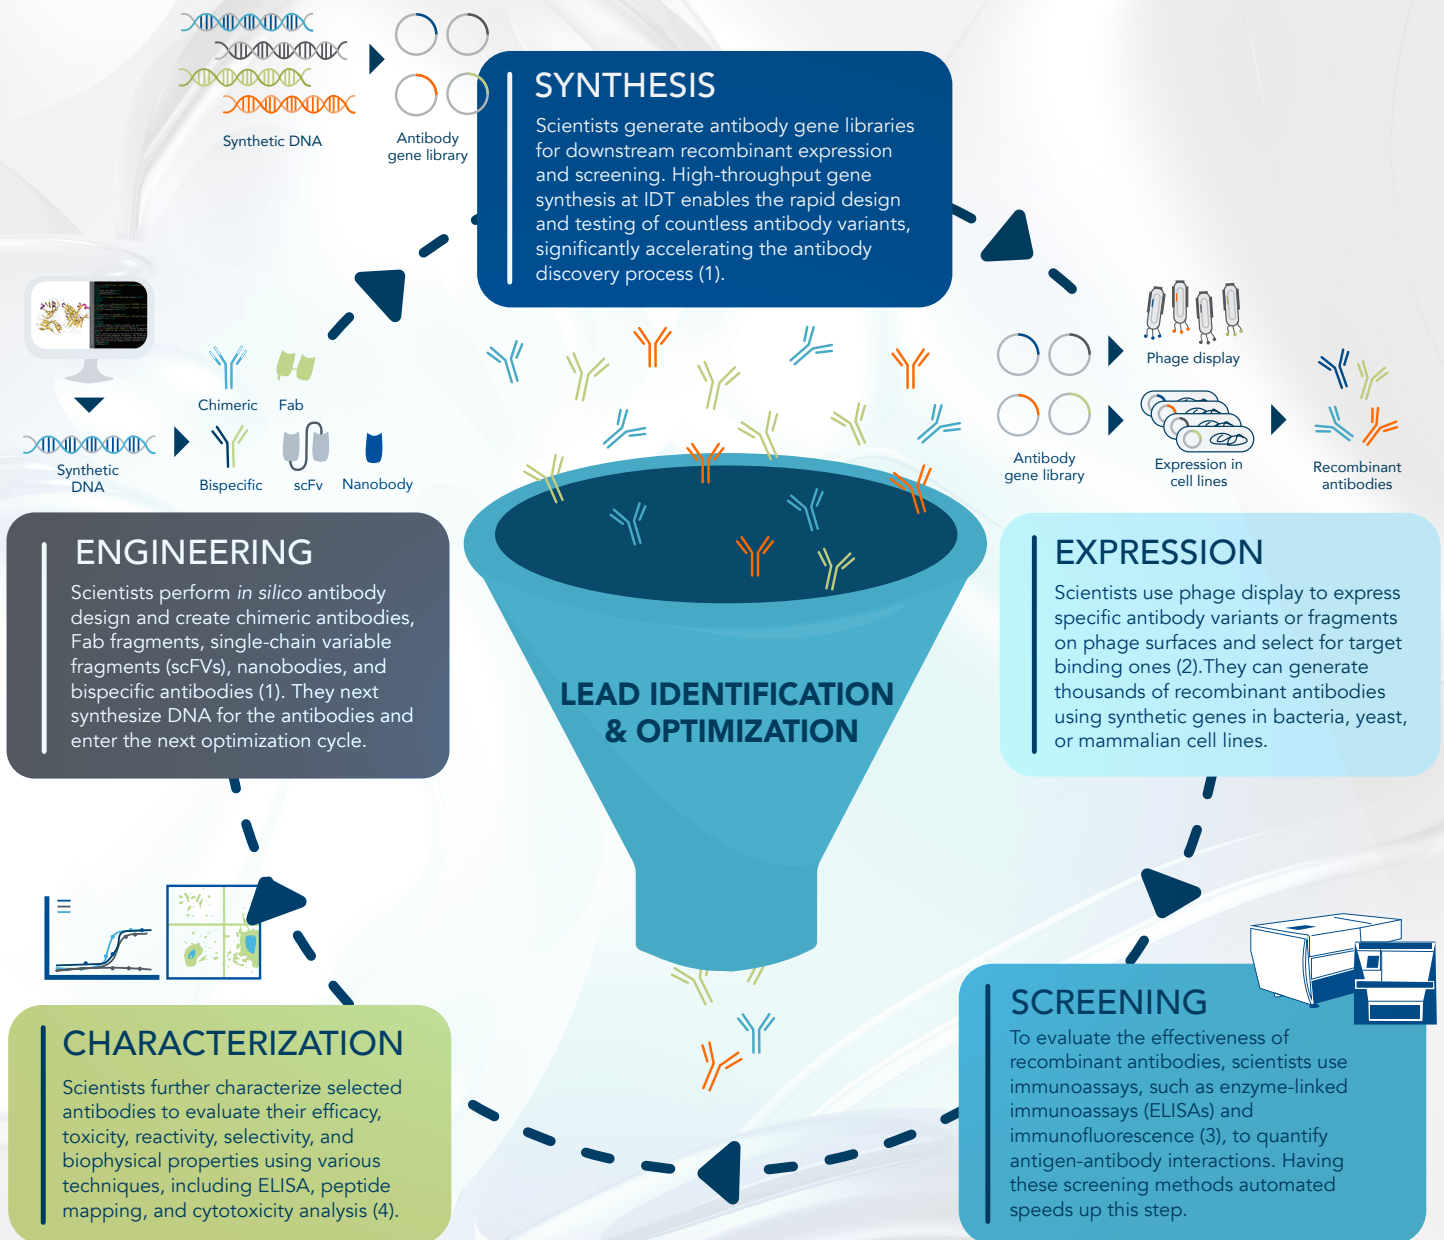 Synthetic DNA
Antibody
gene library
SYNTHESIS
Scientists generate antibody gene libraries
for downstream recombinant expression
and screening. High-throughput gene
synthesis at IDT enables the rapid design
and testing of countless antibody variants,
significantly accelerating the antibody
discovery process (1).
Chimeric
Fab
Synthetic
DNA
Bispecific
scFv
Nanobody
ENGINEERING
Scientists perform in silico antibody
design and create chimeric antibodies,
Fab fragments, single-chain variable
fragments (scFVs), nanobodies, and
bispecific antibodies (1). They next
synthesize DNA for the antibodies and
enter the next optimization cycle.
LEAD IDENTIFICATION
& OPTIMIZATION
Phage display
Antibody
gene library
Expression in
cell lines
Recombinant
antibodies
EXPRESSION
Scientists use phage display to express
specific antibody variants or fragments
on phage surfaces and select for target
binding ones (2).They can generate
thousands of recombinant antibodies
using synthetic genes in bacteria, yeast,
or mammalian cell lines.
CHARACTERIZATION
Scientists further characterize selected
antibodies to evaluate their efficacy,
toxicity, reactivity, selectivity, and
biophysical properties using various
techniques, including ELISA, peptide
mapping, and cytotoxicity analysis (4).
SCREENING
To evaluate the effectiveness of
recombinant antibodies, scientists use
immunoassays, such as enzyme-linked
immunoassays (ELISAs) and
immunofluorescence (3), to quantify
antigen-antibody interactions. Having
these screening methods automated
speeds up this step.